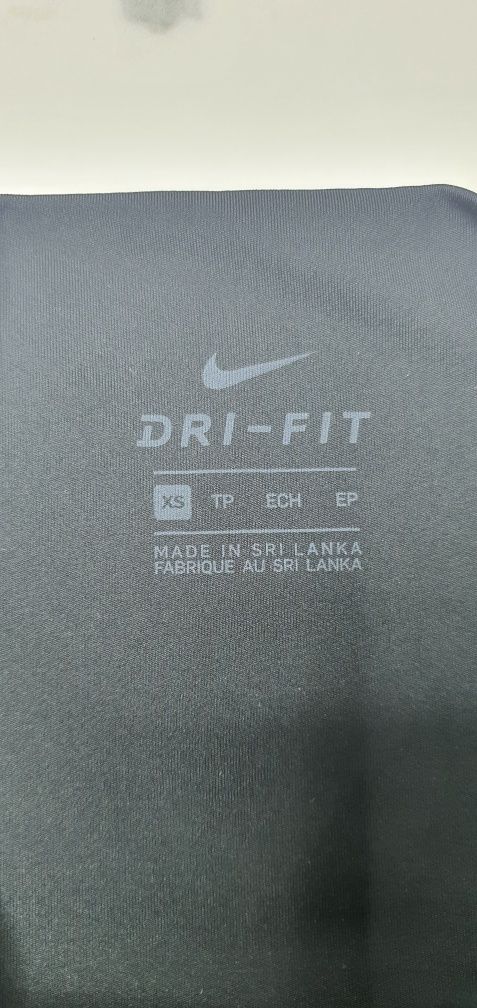 DRI-FIT
XS TP ECH EP
MADE IN SRI LANKA
FABRIQUE AU SRI LANKA